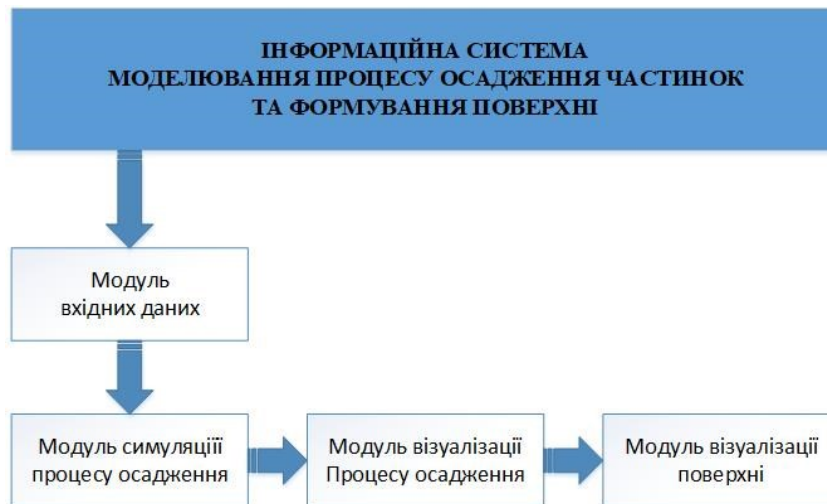 ІНФОРМАЦІЙНА СИСТЕМА
МОДЕЛЮВАННЯ ПРОЦЕСУ ОСАДЖЕННЯ ЧАСТИНОК
ТА ФОРМУВАННЯ ПОВЕРХНІ
Модуль
вхідних даних
Модуль симуляціїї
процесу осадження
Модуль візуалізації
Процесу осадження
Модуль візуалізації
поверхні